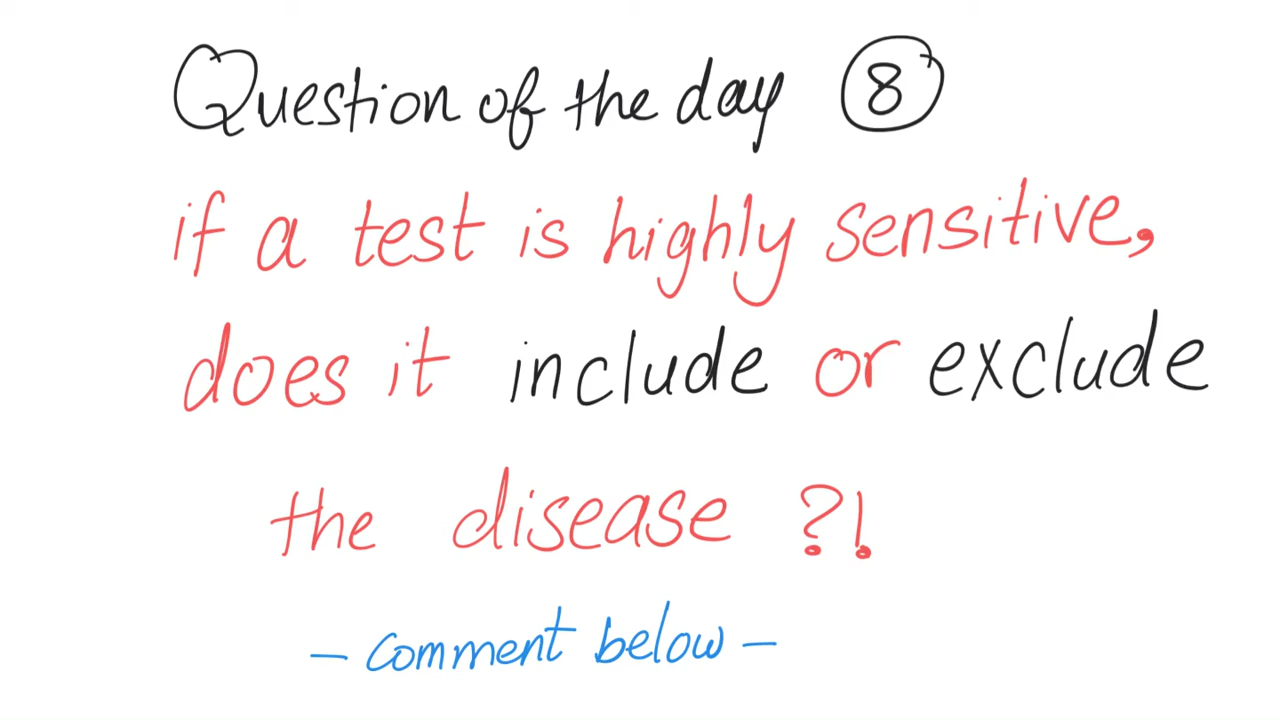 Question of the day 8
if a test is highly sensitive,
does it include or exclude
the disease ?!
- comment below -